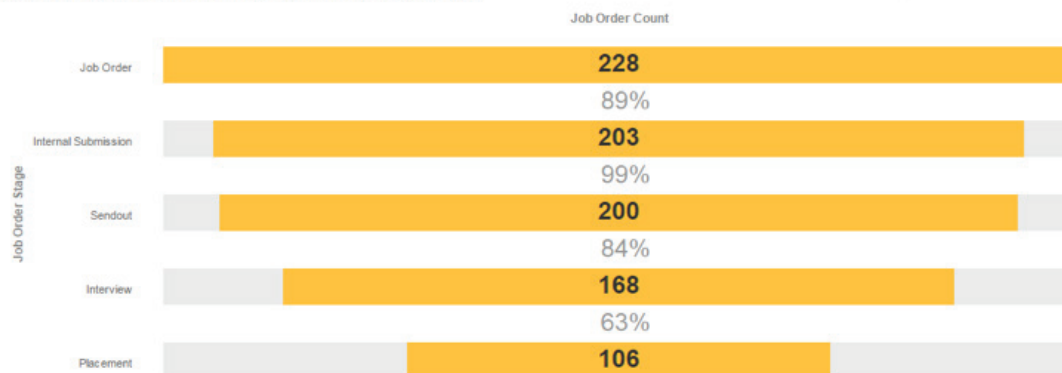 Job Order Count
Job Order
228
89%
Internal Submission
203
99%
Job Order Stage
Sendout
200
84%
Interview
168
63%
Placement
106